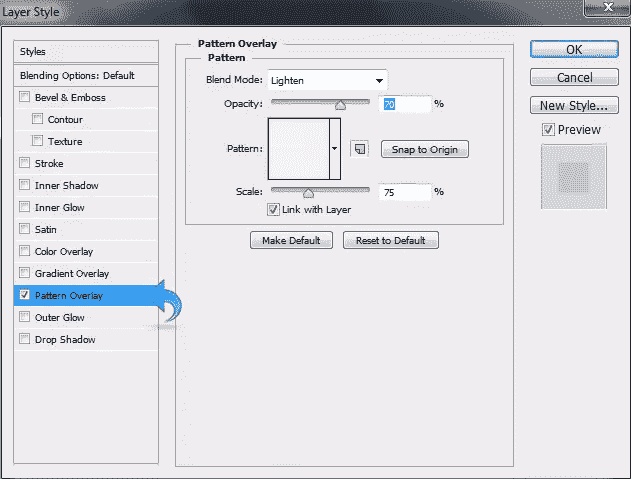 Layer Style
Styles
Blending Options: Default
Bevel & Emboss
Contour
Texture
Stroke
Inner Shadow
Inner Glow
Satin
Color Overlay
Gradient Overlay
Pattern Overlay
Outer Glow
Drop Shadow
Pattern Overlay
Pattern
Blend Mode: Lighten
Opacity: 70 %
Pattern: Snap to Origin
Scale: 75 %
Link with Layer
Make Default Reset to Default
OK
Cancel
New Style...
Preview